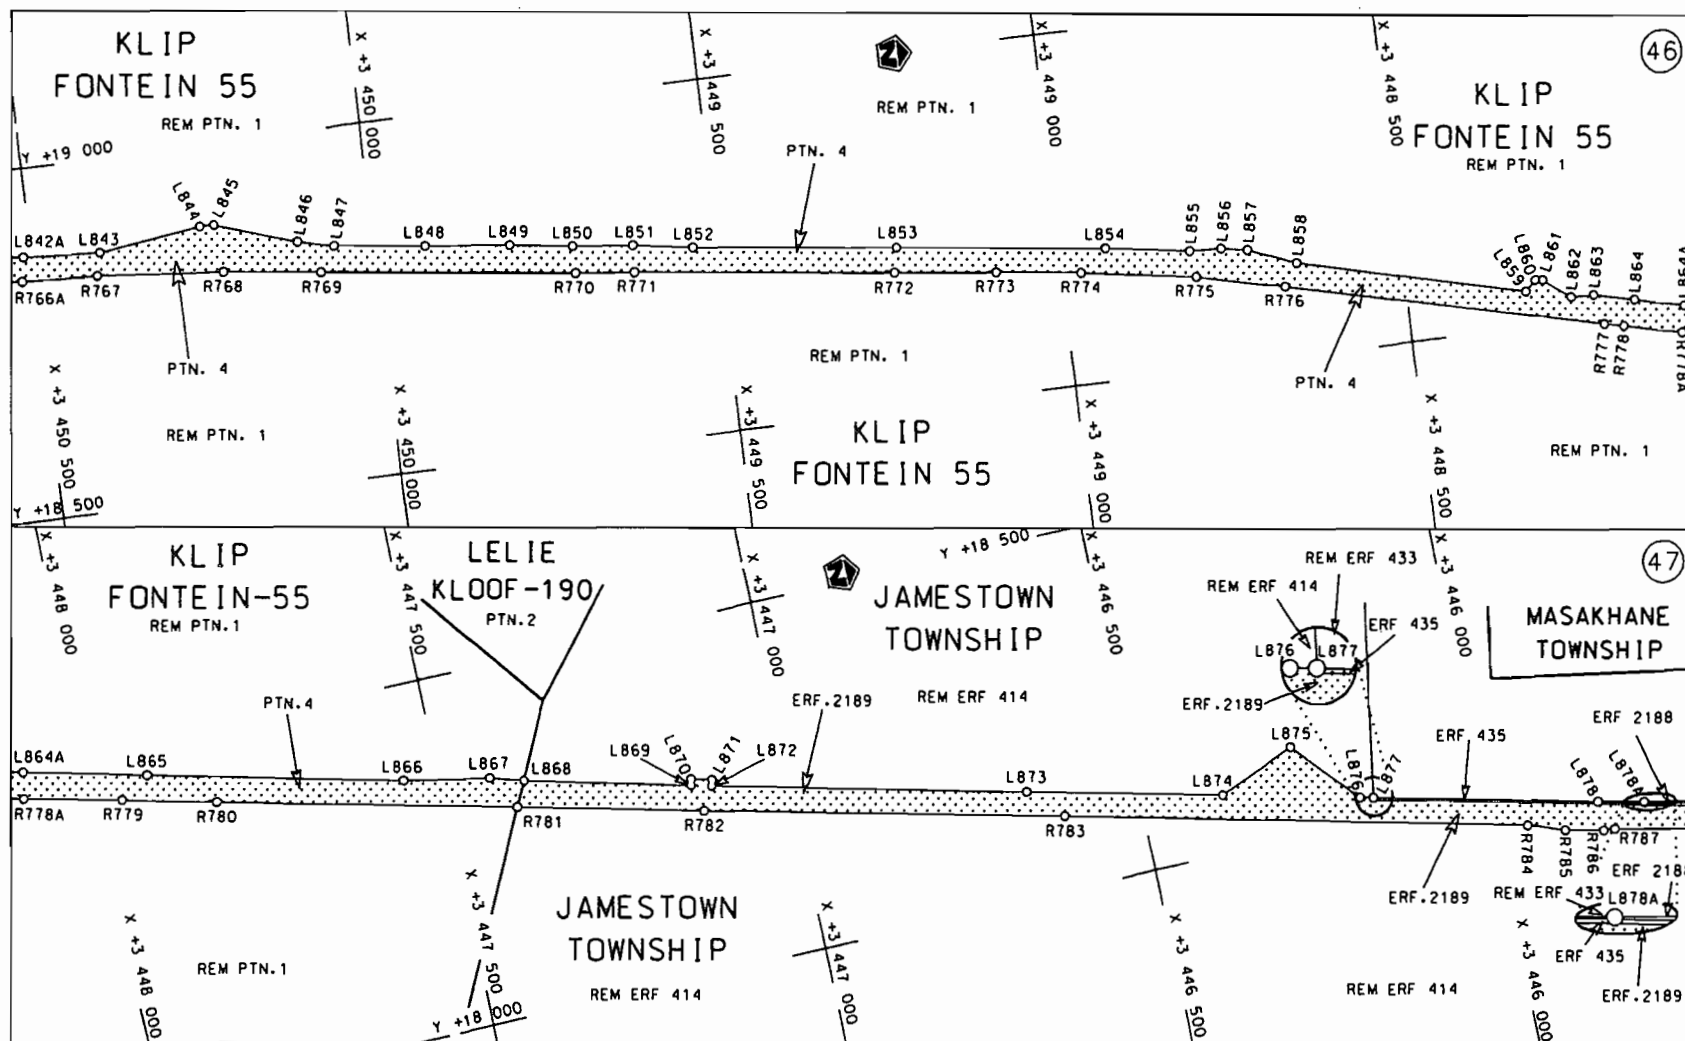 KLIP
FONTEIN 55
REM PTN. 1
X +3 450 000
X +3 449 500
REM PTN. 1
X +3 449 000
X +3 448 500
46
KLIP
FONTEIN 55
REM PTN. 1
Y +19 000
PTN. 4
L842A
L843
L844
L845
L846
L847
L848
L849
L850
L851
L852
L853
L854
L855
L856
L857
L858
L859
L860
L861
L862
L863
L864
L864A
R766A
R767
R768
R769
R770
R771
R772
R773
R774
R775
R776
R777
R778
R778A
PTN. 4
REM PTN. 1
PTN. 4
X +3 450 500
REM PTN. 1
X +3 450 000
X +3 449 500
KLIP
FONTEIN 55
X +3 449 000
X +3 448 500
REM PTN. 1
Y +18 500
X +3 448 000
KLIP
FONTEIN-55
REM PTN.1
X +3 447 500
LELIE
KLOOF-190
PTN.2
X +3 447 000
JAMESTOWN
TOWNSHIP
Y +18 500
X +3 446 500
REM ERF 433
REM ERF 414
ERF 435
X +3 446 000
47
MASAKHANE
TOWNSHIP
L876
L877
ERF.2189
PTN.4
ERF.2189
REM ERF 414
ERF 435
ERF 2188
L864A
L865
L866
L867
L868
L869
L870
L871
L872
L873
L874
L875
L876
L877
L878
L878A
R778A
R779
R780
R781
R782
R783
R784
R785
R786
R787
ERF.2189
ERF 2188
REM ERF 433
L878A
ERF 435
ERF.2189
X +3 448 000
REM PTN.1
X +3 447 500
JAMESTOWN
TOWNSHIP
REM ERF 414
X +3 447 000
X +3 446 500
REM ERF 414
X +3 446 000
Y +18 000